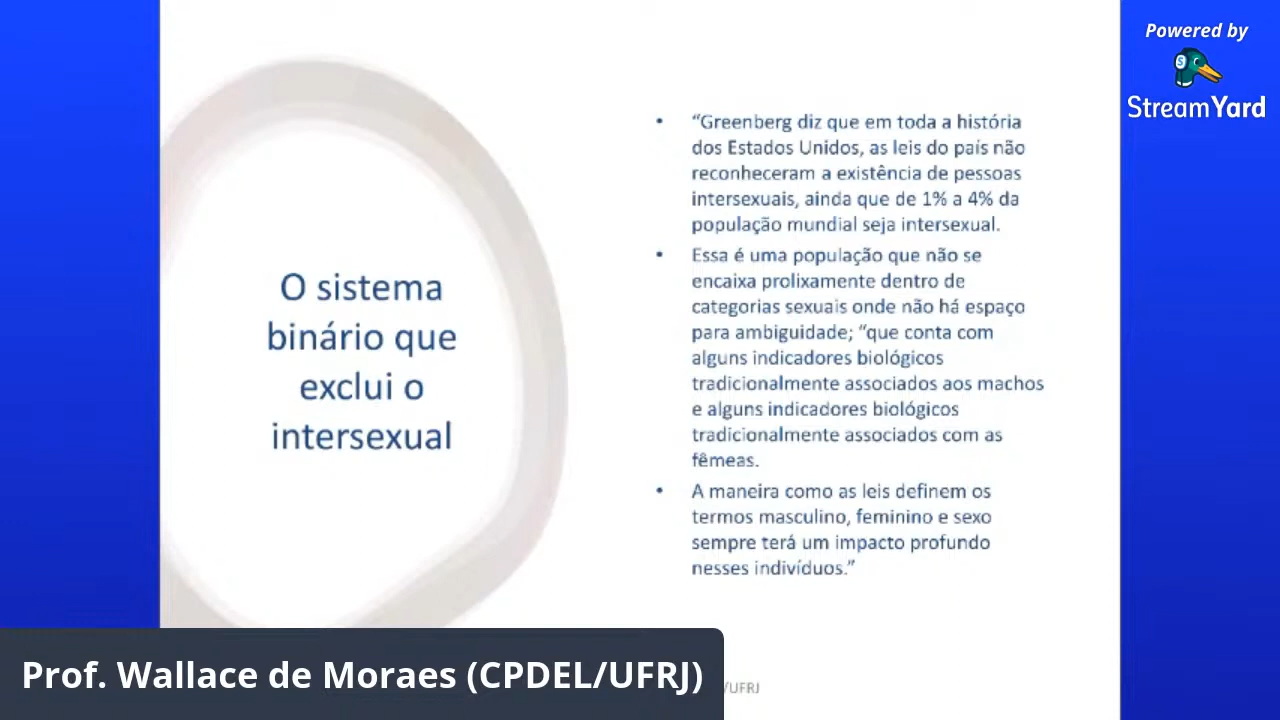 Powered by
StreamYard
O sistema
binário que
exclui o
intersexual
• “Greenberg diz que em toda a história
dos Estados Unidos, as leis do país não
reconheceram a existência de pessoas
intersexuais, ainda que de 1% a 4% da
população mundial seja intersexual.
• Essa é uma população que não se
encaixa prolixamente dentro de
categorias sexuais onde não há espaço
para ambiguidade; “que conta com
alguns indicadores biológicos
tradicionalmente associados aos machos
e alguns indicadores biológicos
tradicionalmente associados com as
fêmeas.
• A maneira como as leis definem os
termos masculino, feminino e sexo
sempre terá um impacto profundo
nesses indivíduos.”
Prof. Wallace de Moraes (CPDEL/UFRJ)
/UFRJ